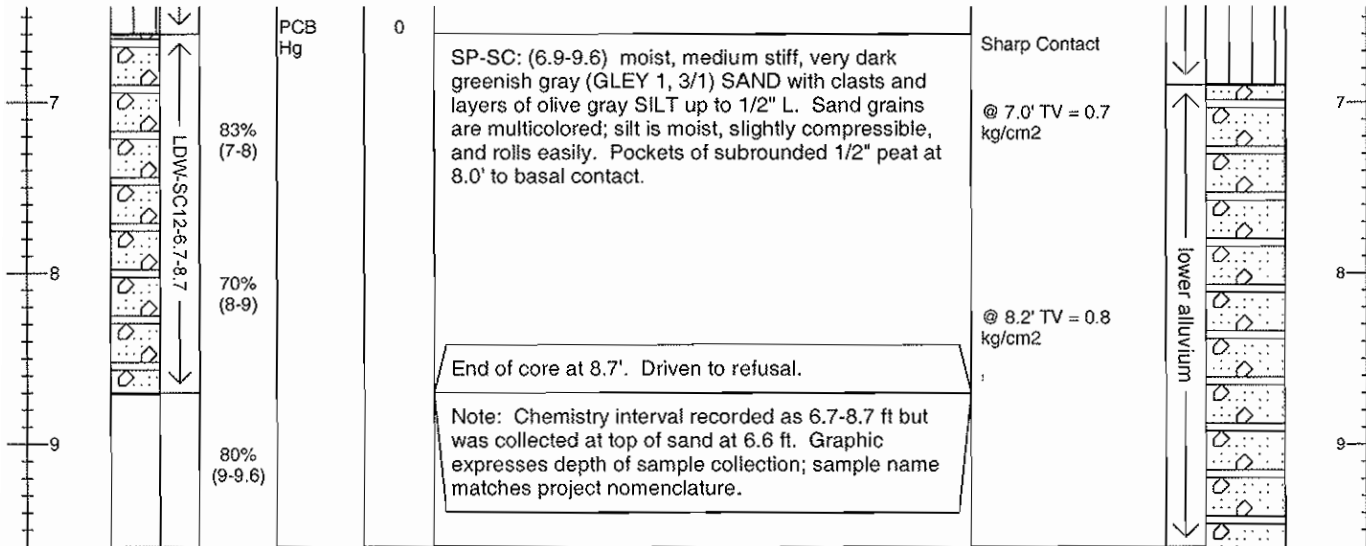 PCB
Hg
0
SP-SC: (6.9-9.6) moist, medium stiff, very dark
greenish gray (GLEY 1, 3/1) SAND with clasts and
layers of olive gray SILT up to 1/2" L. Sand grains
are multicolored; silt is moist, slightly compressible,
and rolls easily. Pockets of subrounded 1/2" peat at
8.0' to basal contact.
Sharp Contact
7
83%
(7-8)
@ 7.0' TV = 0.7
kg/cm2
7
LDW-SC12-6.7-8.7
8
70%
(8-9)
@ 8.2' TV = 0.8
kg/cm2
lower alluvium
8
End of core at 8.7'. Driven to refusal.
Note: Chemistry interval recorded as 6.7-8.7 ft but
was collected at top of sand at 6.6 ft. Graphic
expresses depth of sample collection; sample name
matches project nomenclature.
9
80%
(9-9.6)
9